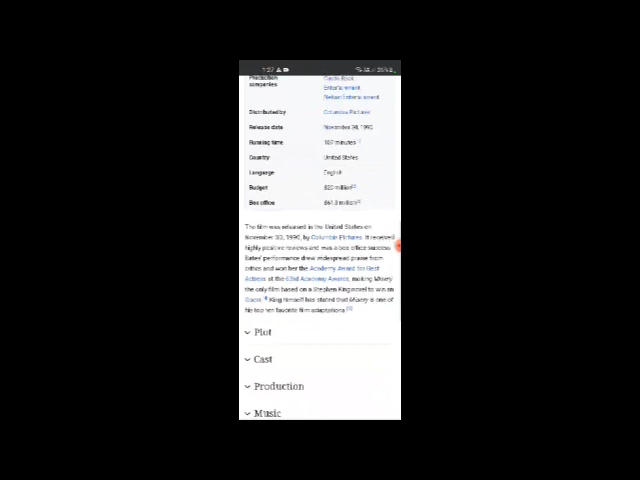 1:27
Production
companies
Castle Rock
Entertainment
Nelson Entertainment
Distributed by
Columbia Pictures
Release date
November 30, 1990
Running time
107 minutes
Country
United States
Language
English
Budget
$20 million
Box office
$61.3 million
The film was released in the United States on
November 30, 1990, by Columbia Pictures. It received
highly positive reviews and was a box office success.
Bates' performance drew widespread praise from
critics and won her the Academy Award for Best
Actress at the 63rd Academy Awards, making Misery
the only film based on a Stephen King novel to win an
Oscar. King himself has stated that Misery is one of
his top ten favorite film adaptations.
Plot
Cast
Production
Music